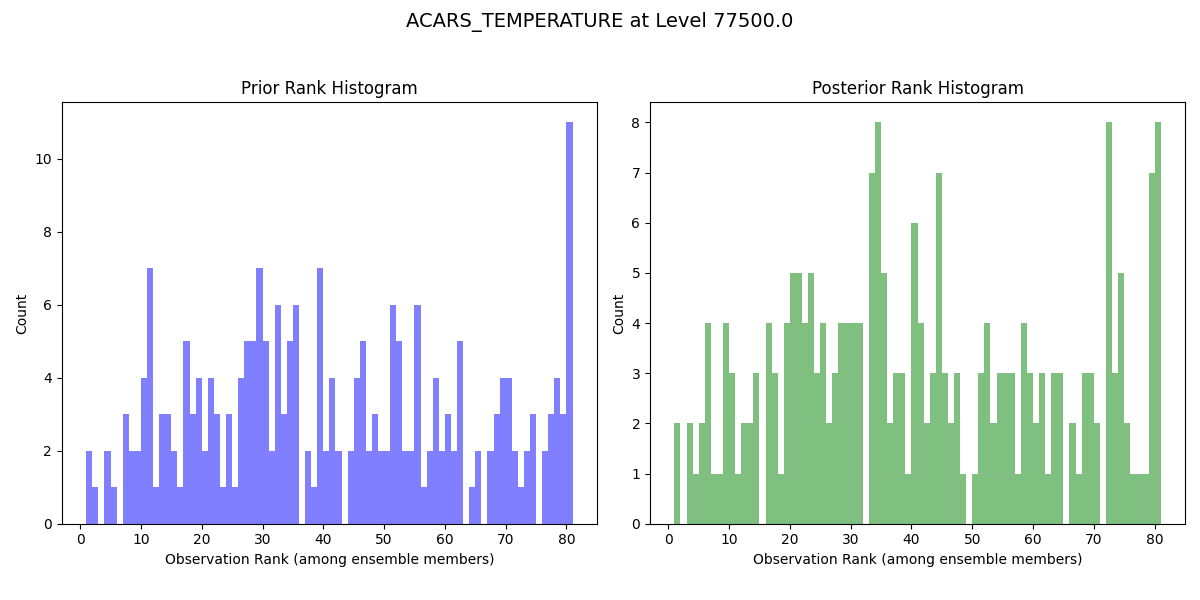 ACARS_TEMPERATURE at Level 77500.0
Prior Rank Histogram
Count
10
8
6
4
2
0
0 10 20 30 40 50 60 70 80
Observation Rank (among ensemble members)
Posterior Rank Histogram
Count
8
7
6
5
4
3
2
1
0
0 10 20 30 40 50 60 70 80
Observation Rank (among ensemble members)